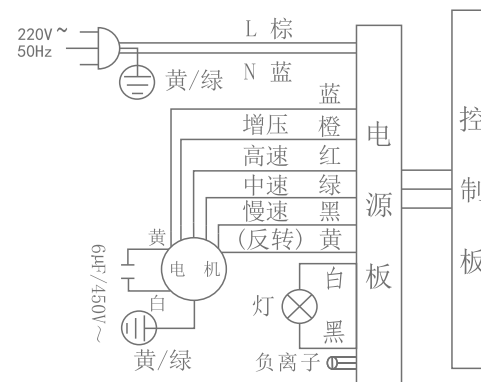 220V~
50Hz
L 棕
黄/绿
N 蓝
蓝
增压 橙
高速 红
中速 绿
慢速 黑
(反转) 黄
黄
6μF/450V~
电 机
白
黄/绿
灯
白
黑
负离子
电源板
控制板